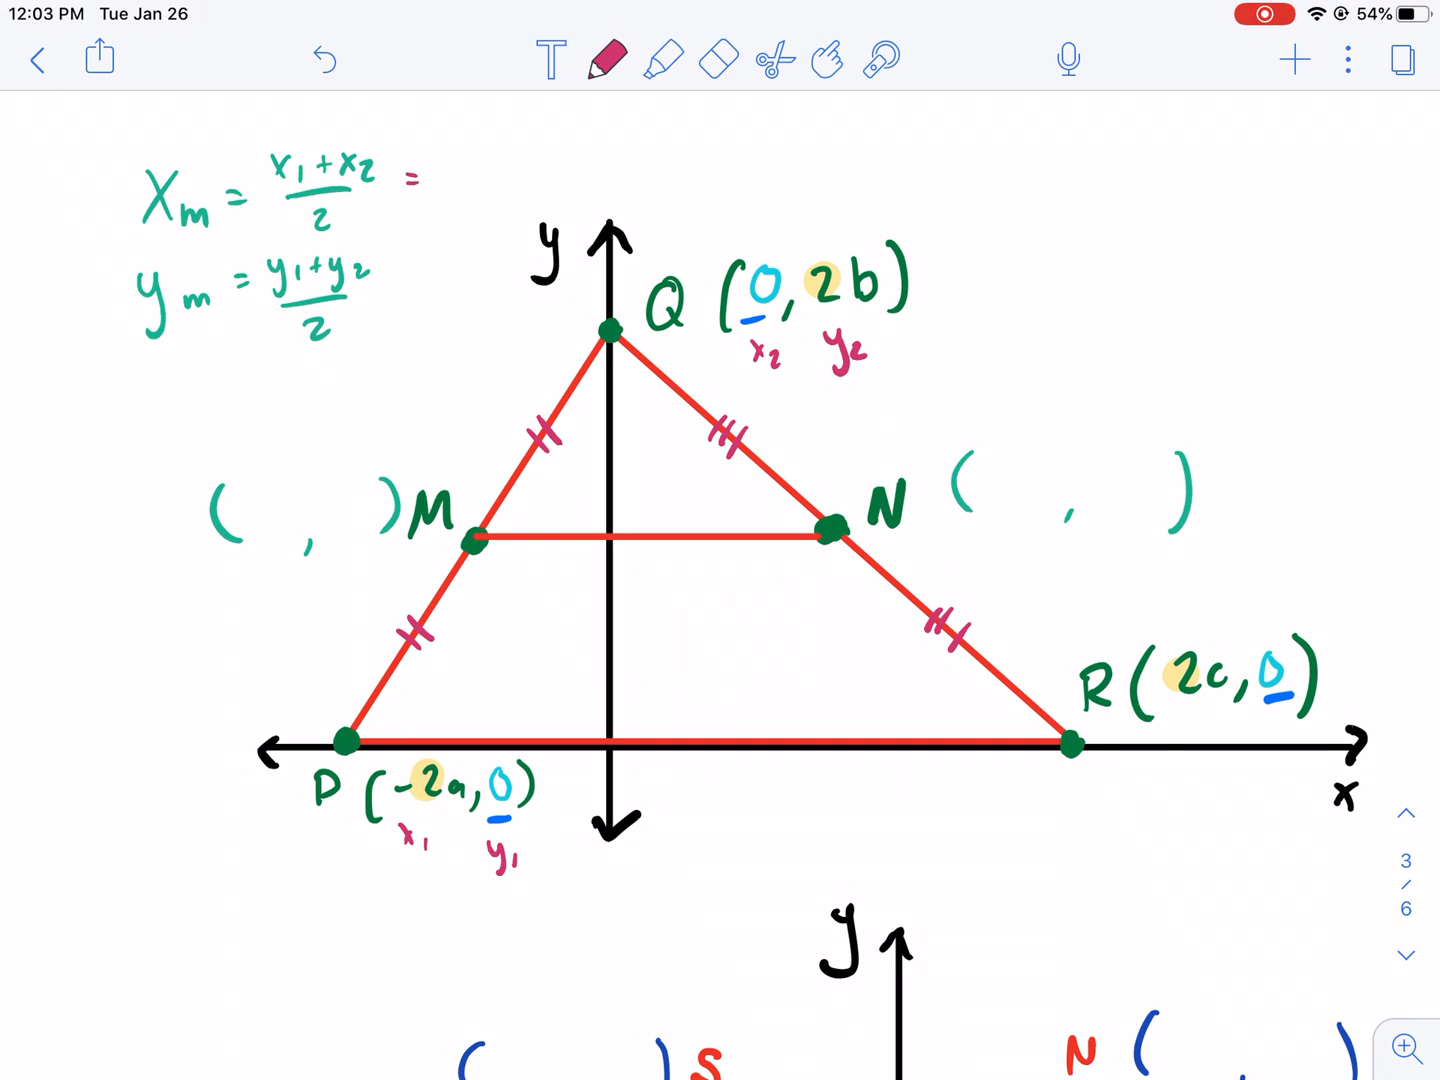 12:03 PM Tue Jan 26
54%
T
Xm = x₁+x₂/2 =
ym = y₁+y₂/2
y
Q (0, 2b)
x₂ y₂
( , ) M
N ( , )
R (2c, 0)
P (-2a, 0)
x₁ y₁
x
3
/
6
y
( ) S
N ( , )